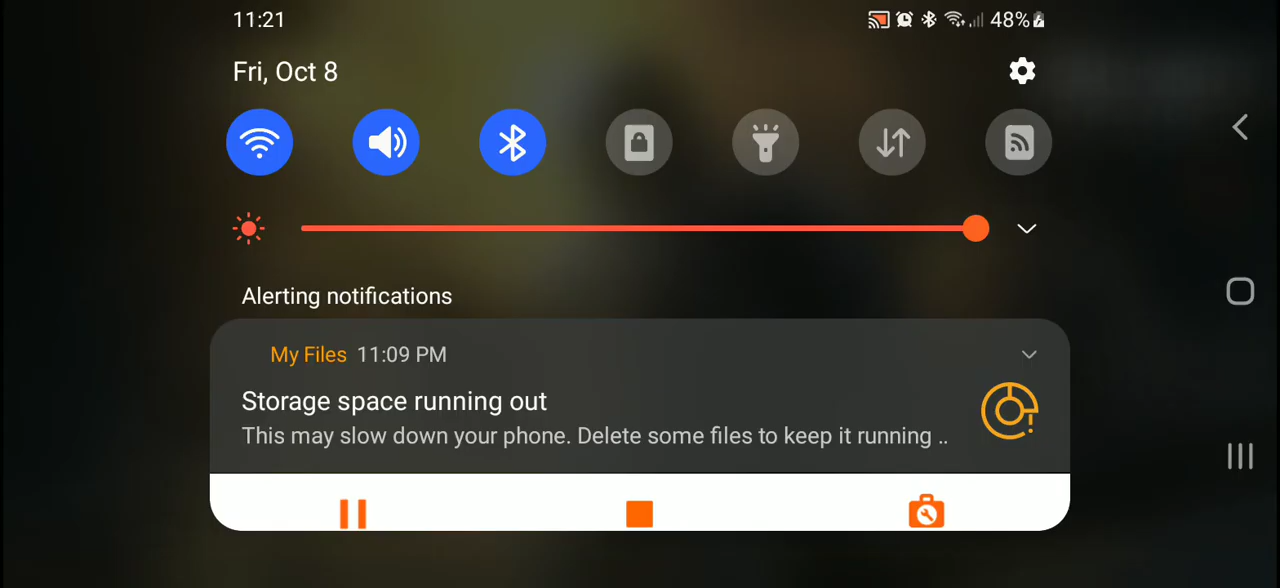 11:21
48%
Fri, Oct 8
Alerting notifications
My Files 11:09 PM
Storage space running out
This may slow down your phone. Delete some files to keep it running ..